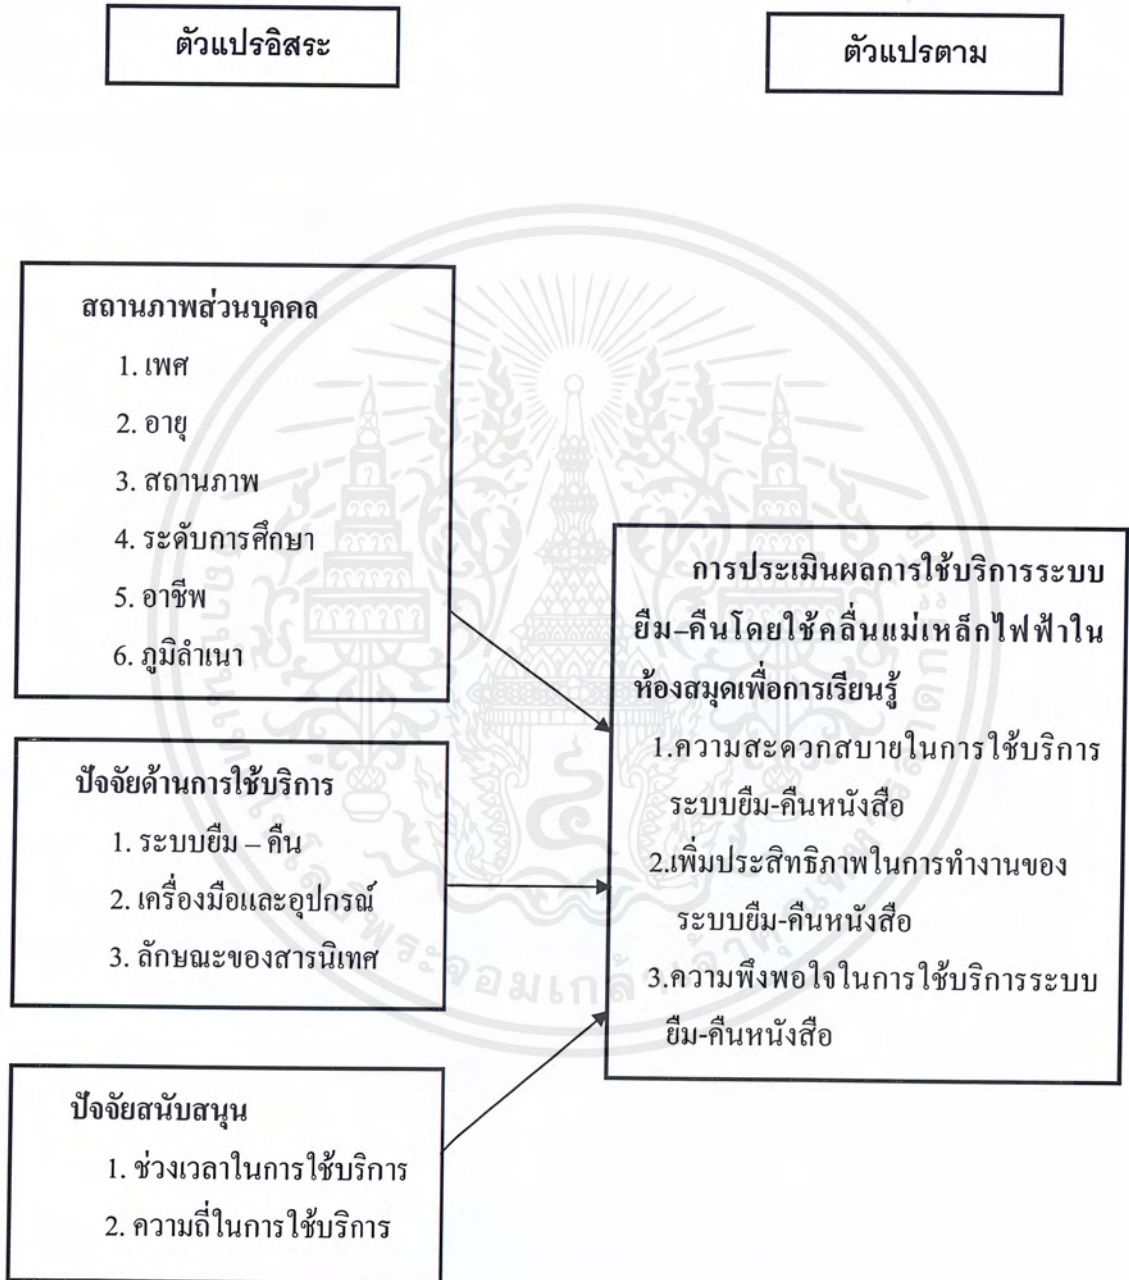 ตัวแปรอิสระ
ตัวแปรตาม
สถานภาพส่วนบุคคล
1. เพศ
2. อายุ
3. สถานภาพ
4. ระดับการศึกษา
5. อาชีพ
6. ภูมิลำเนา
ปัจจัยด้านการใช้บริการ
1. ระบบยืม – คืน
2. เครื่องมือและอุปกรณ์
3. ลักษณะของสารนิเทศ
ปัจจัยสนับสนุน
1. ช่วงเวลาในการใช้บริการ
2. ความถี่ในการใช้บริการ
การประเมินผลการใช้บริการระบบ
ยืม–คืนโดยใช้คลื่นแม่เหล็กไฟฟ้าใน
ห้องสมุดเพื่อการเรียนรู้
1.ความสะดวกสบายในการใช้บริการ
ระบบยืม-คืนหนังสือ
2.เพิ่มประสิทธิภาพในการทำงานของ
ระบบยืม-คืนหนังสือ
3.ความพึงพอใจในการใช้บริการระบบ
ยืม-คืนหนังสือ